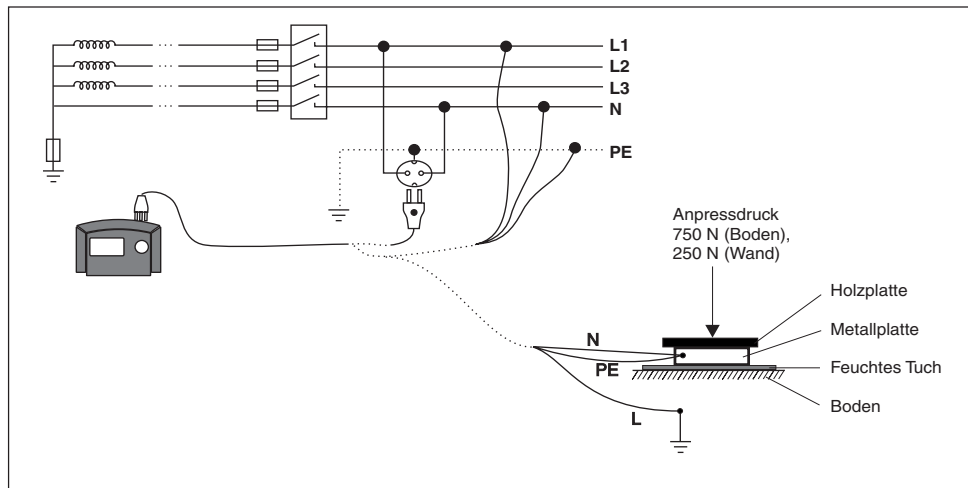 L1
L2
L3
N
PE
Anpressdruck
750 N (Boden),
250 N (Wand)
Holzplatte
Metallplatte
Feuchtes Tuch
Boden
N
PE
L